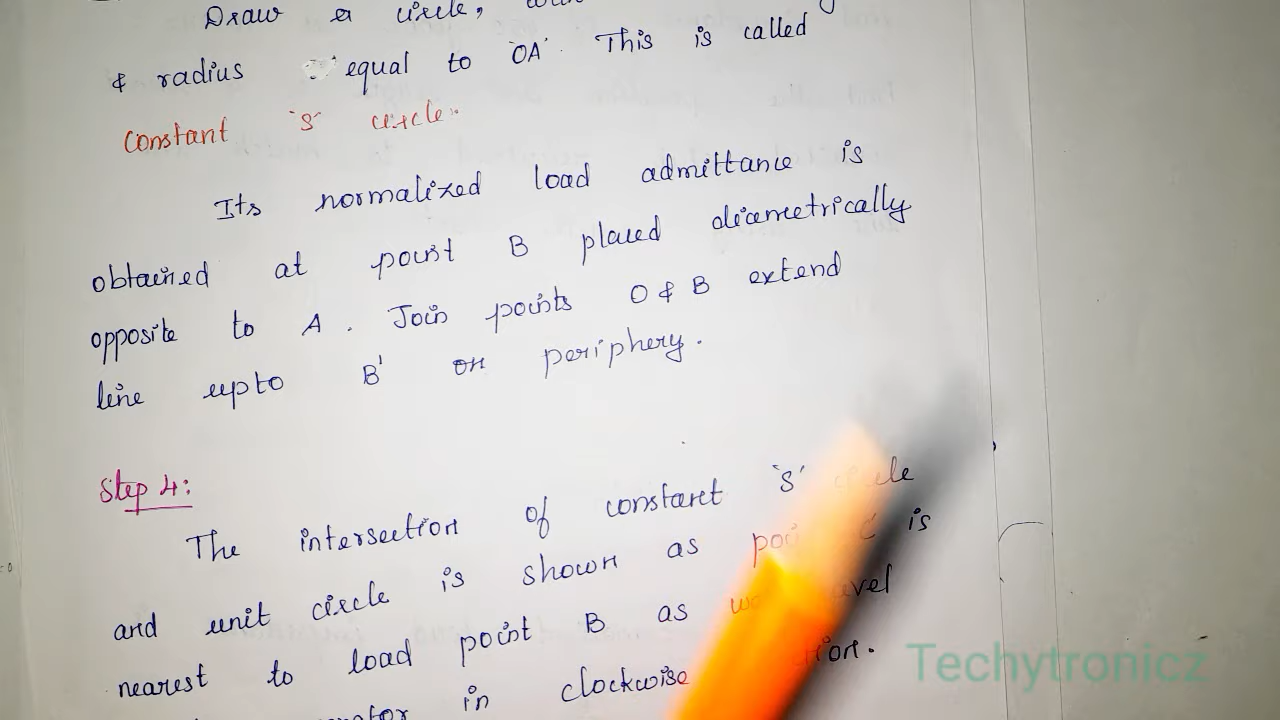 Draw a circle,
& radius equal to 'OA'. This is called
Constant 'S' circle.
Its normalized load admittance is
obtained at point B placed diametrically
opposite to A. Join points O & B extend
line upto B' on periphery.
Step 4:
The intersection of constant 'S'
and unit circle is shown as is
nearest to load point B as
in clockwise
Techytronicz